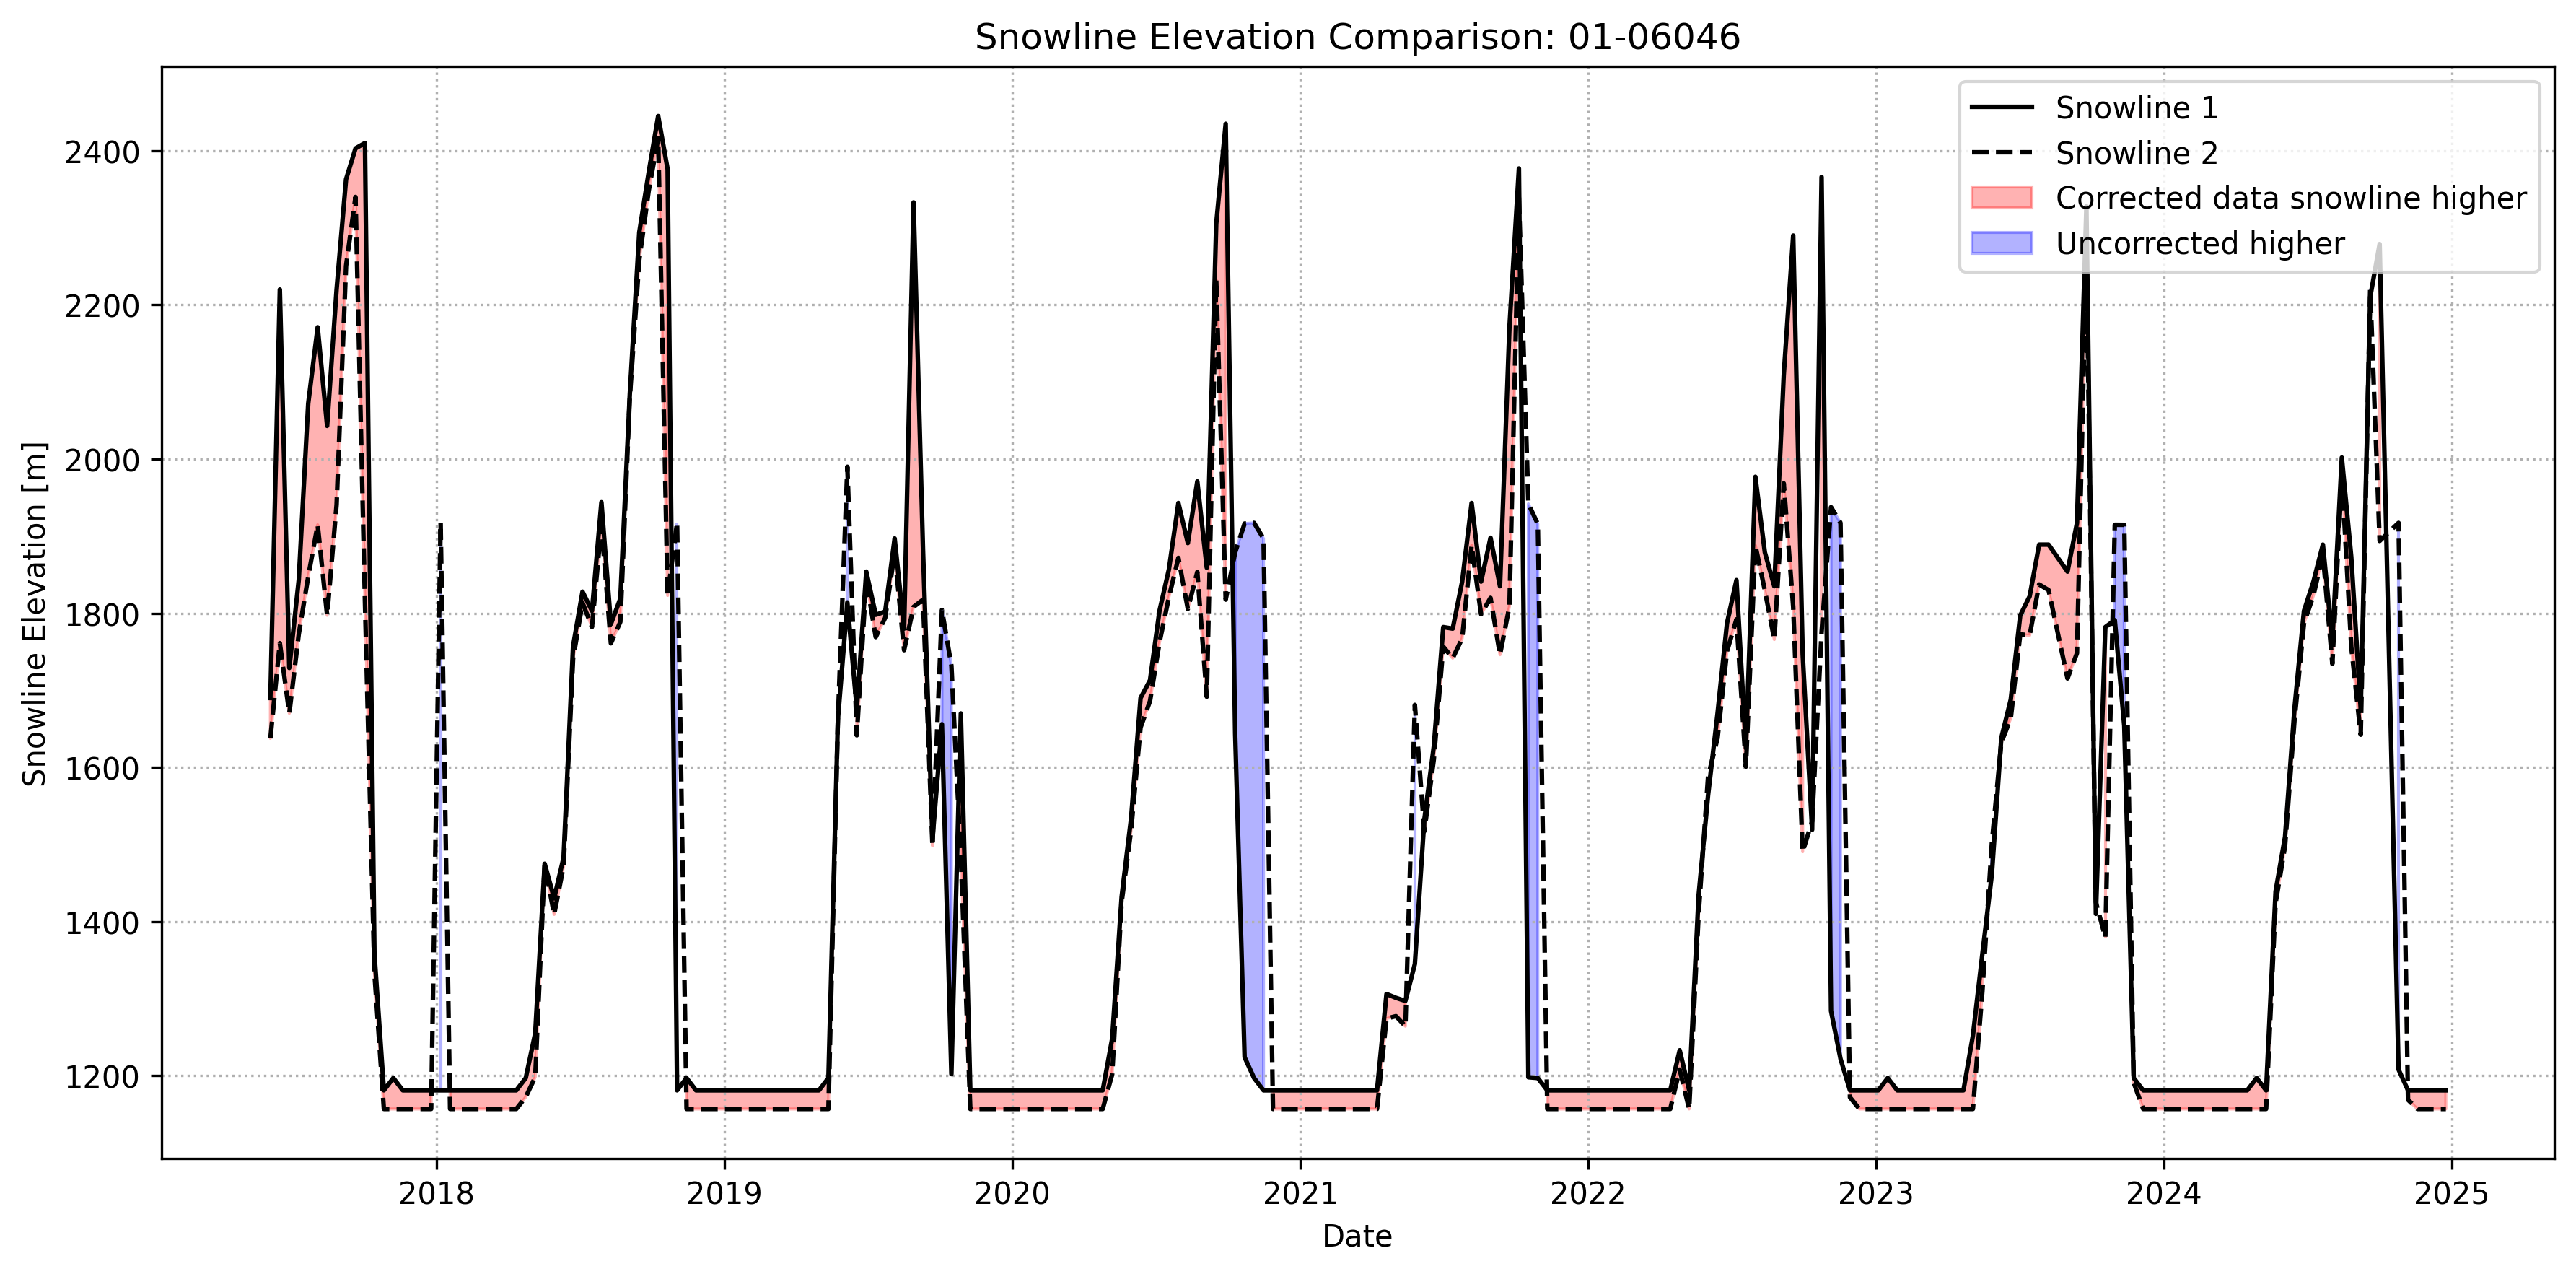 Snowline Elevation Comparison: 01-06046
Snowline 1
Snowline 2
Corrected data snowline higher
Uncorrected higher
Snowline Elevation [m]
2400
2200
2000
1800
1600
1400
1200
2018 2019 2020 2021 2022 2023 2024 2025
Date